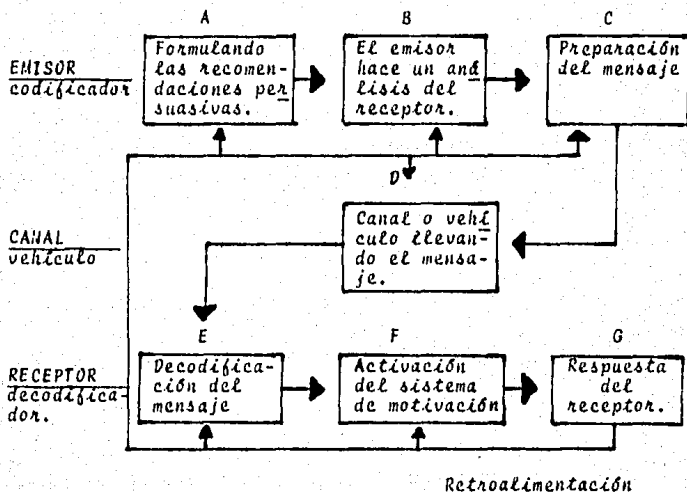 A
B
C
EMISOR
codificador
Formulando
las recomen-
daciones per
suasivas.
El emisor
hace un aná
lisis del
receptor.
Preparación
del mensaje
D
CANAL
vehículo
Canal o vehí
culo llevan-
do el mensa-
je.
E
F
G
RECEPTOR
decodifica-
dor.
Decodifica-
ción del
mensaje
Activación
del sistema
de motivación
Respuesta
del
receptor.
Retroalimentación